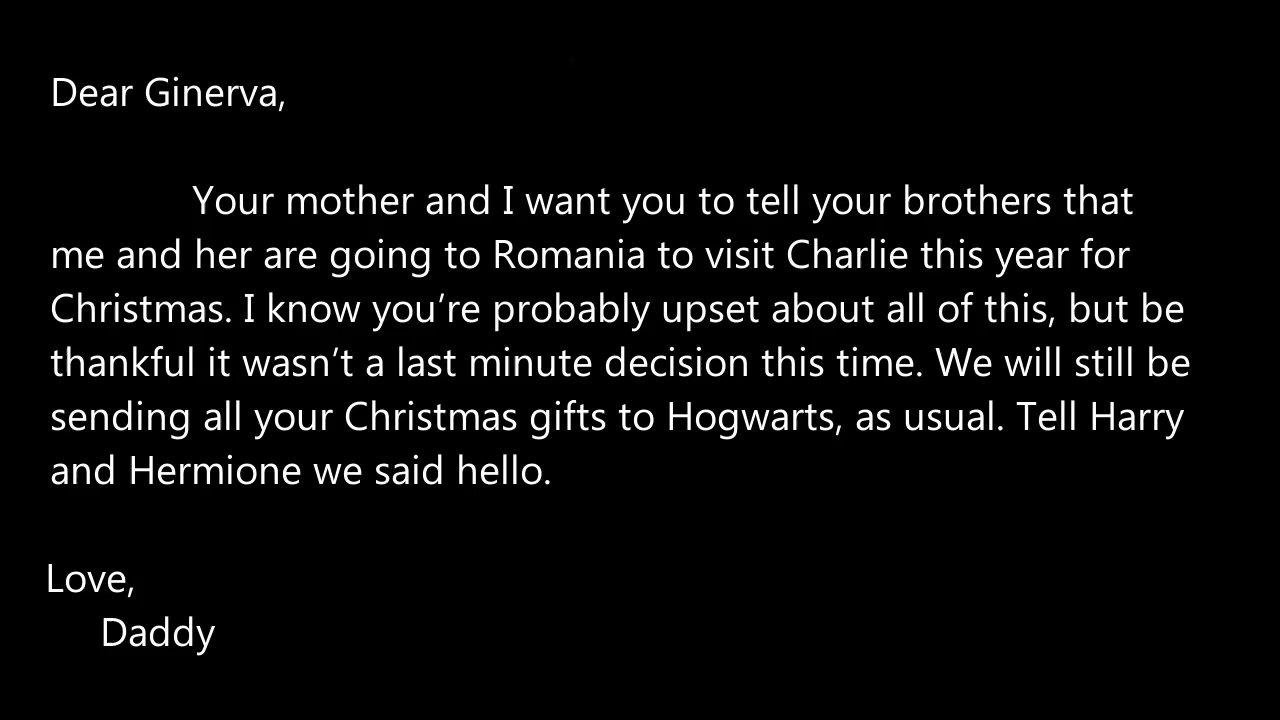 Dear Ginerva,
Your mother and I want you to tell your brothers that
me and her are going to Romania to visit Charlie this year for
Christmas. I know you’re probably upset about all of this, but be
thankful it wasn’t a last minute decision this time. We will still be
sending all your Christmas gifts to Hogwarts, as usual. Tell Harry
and Hermione we said hello.
Love,
Daddy